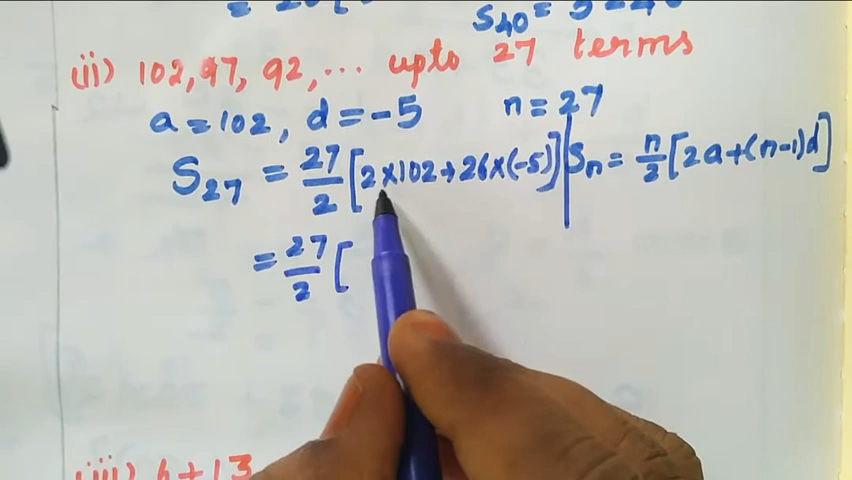 S40 =
(ii) 102, 97, 92, ... upto 27 terms
a = 102, d = -5 n = 27
S27 = 27/2 [2×102+26×(-5)] Sn = n/2 [2a+(n-1)d]
= 27/2 [
(iii)